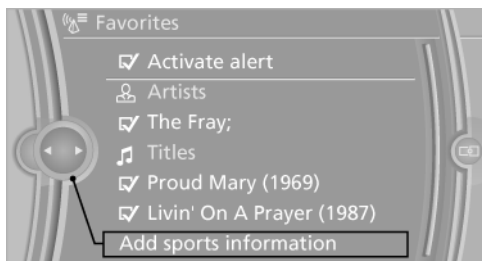 Favorites
Activate alert
Artists
The Fray;
Titles
Proud Mary (1969)
Livin' On A Prayer (1987)
Add sports information